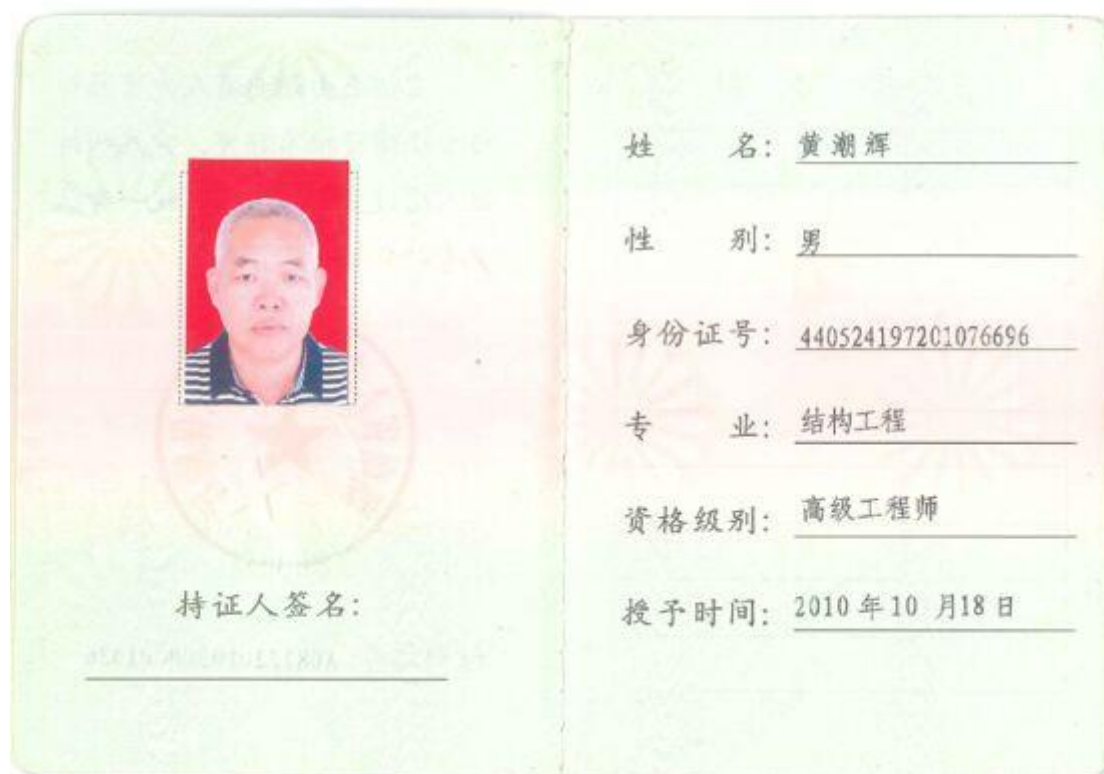 持证人签名:
姓 名: 黄潮辉
性 别: 男
身份证号: 440524197201076696
专 业: 结构工程
资格级别: 高级工程师
授予时间: 2010 年 10 月 18 日